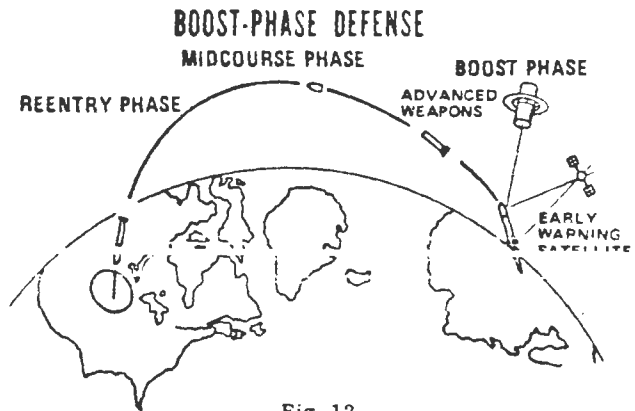 BOOST-PHASE DEFENSE
MIDCOURSE PHASE
BOOST PHASE
REENTRY PHASE
ADVANCED
WEAPONS
EARLY
WARNING
SATELLITE
Fig. 12